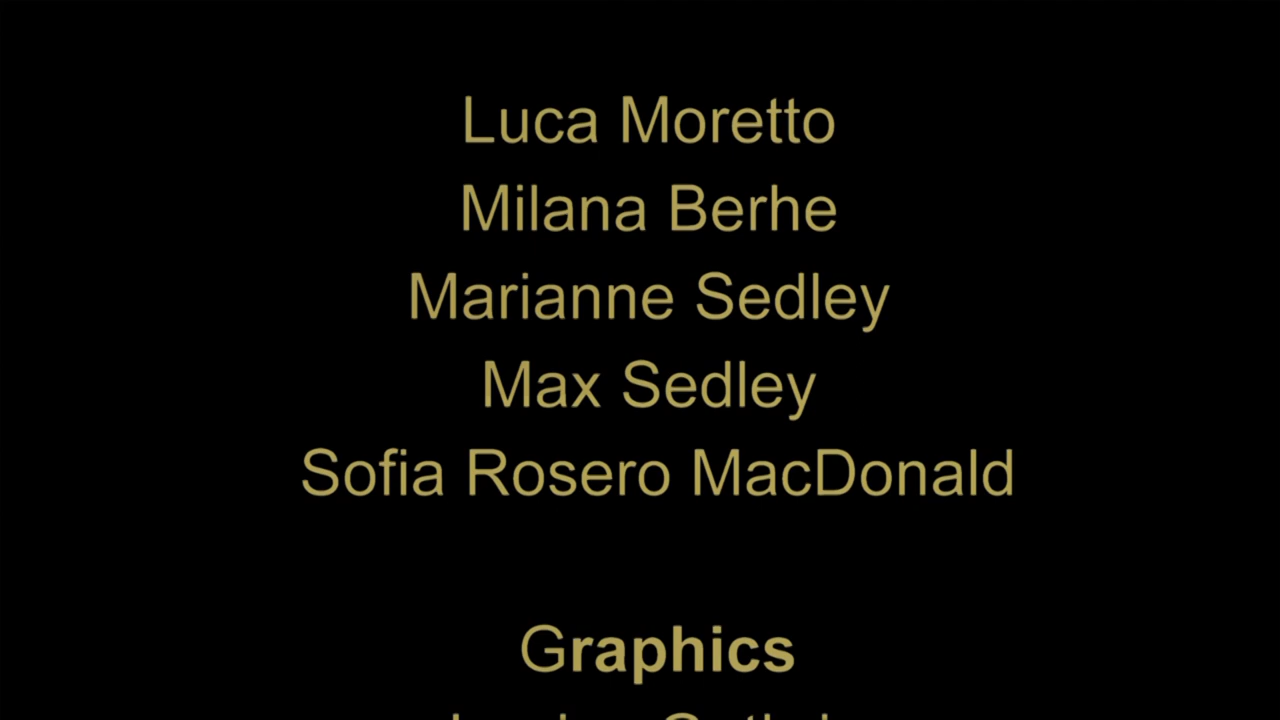 Luca Moretto
Milana Berhe
Marianne Sedley
Max Sedley
Sofia Rosero MacDonald
Graphics